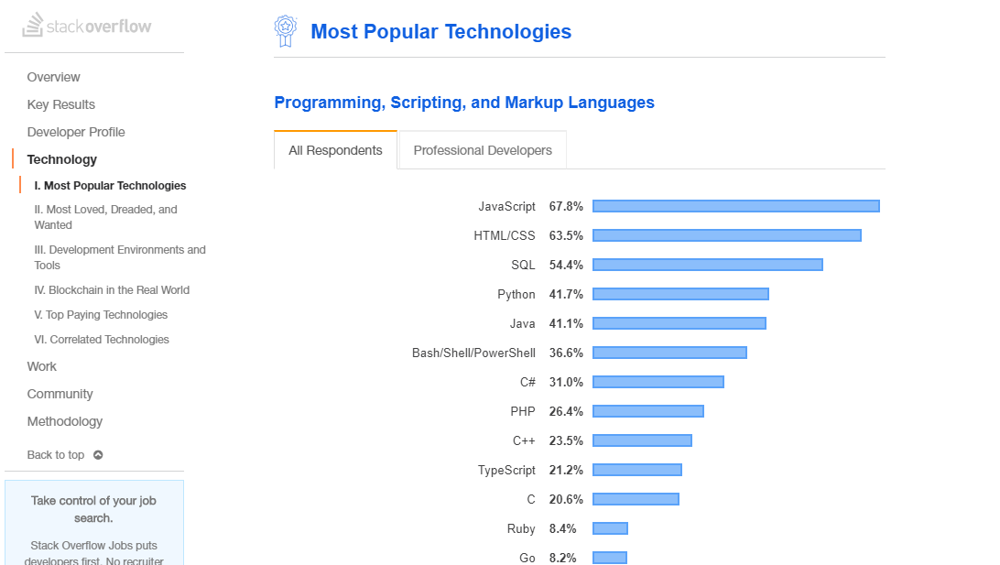 stackoverflow
Overview
Key Results
Developer Profile
Technology
I. Most Popular Technologies
II. Most Loved, Dreaded, and
Wanted
III. Development Environments and
Tools
IV. Blockchain in the Real World
V. Top Paying Technologies
VI. Correlated Technologies
Work
Community
Methodology
Back to top
Take control of your job
search.
Stack Overflow Jobs puts
developers first. No recruiter
Most Popular Technologies
Programming, Scripting, and Markup Languages
All Respondents
Professional Developers
JavaScript 67.8%
HTML/CSS 63.5%
SQL 54.4%
Python 41.7%
Java 41.1%
Bash/Shell/PowerShell 36.6%
C# 31.0%
PHP 26.4%
C++ 23.5%
TypeScript 21.2%
C 20.6%
Ruby 8.4%
Go 8.2%